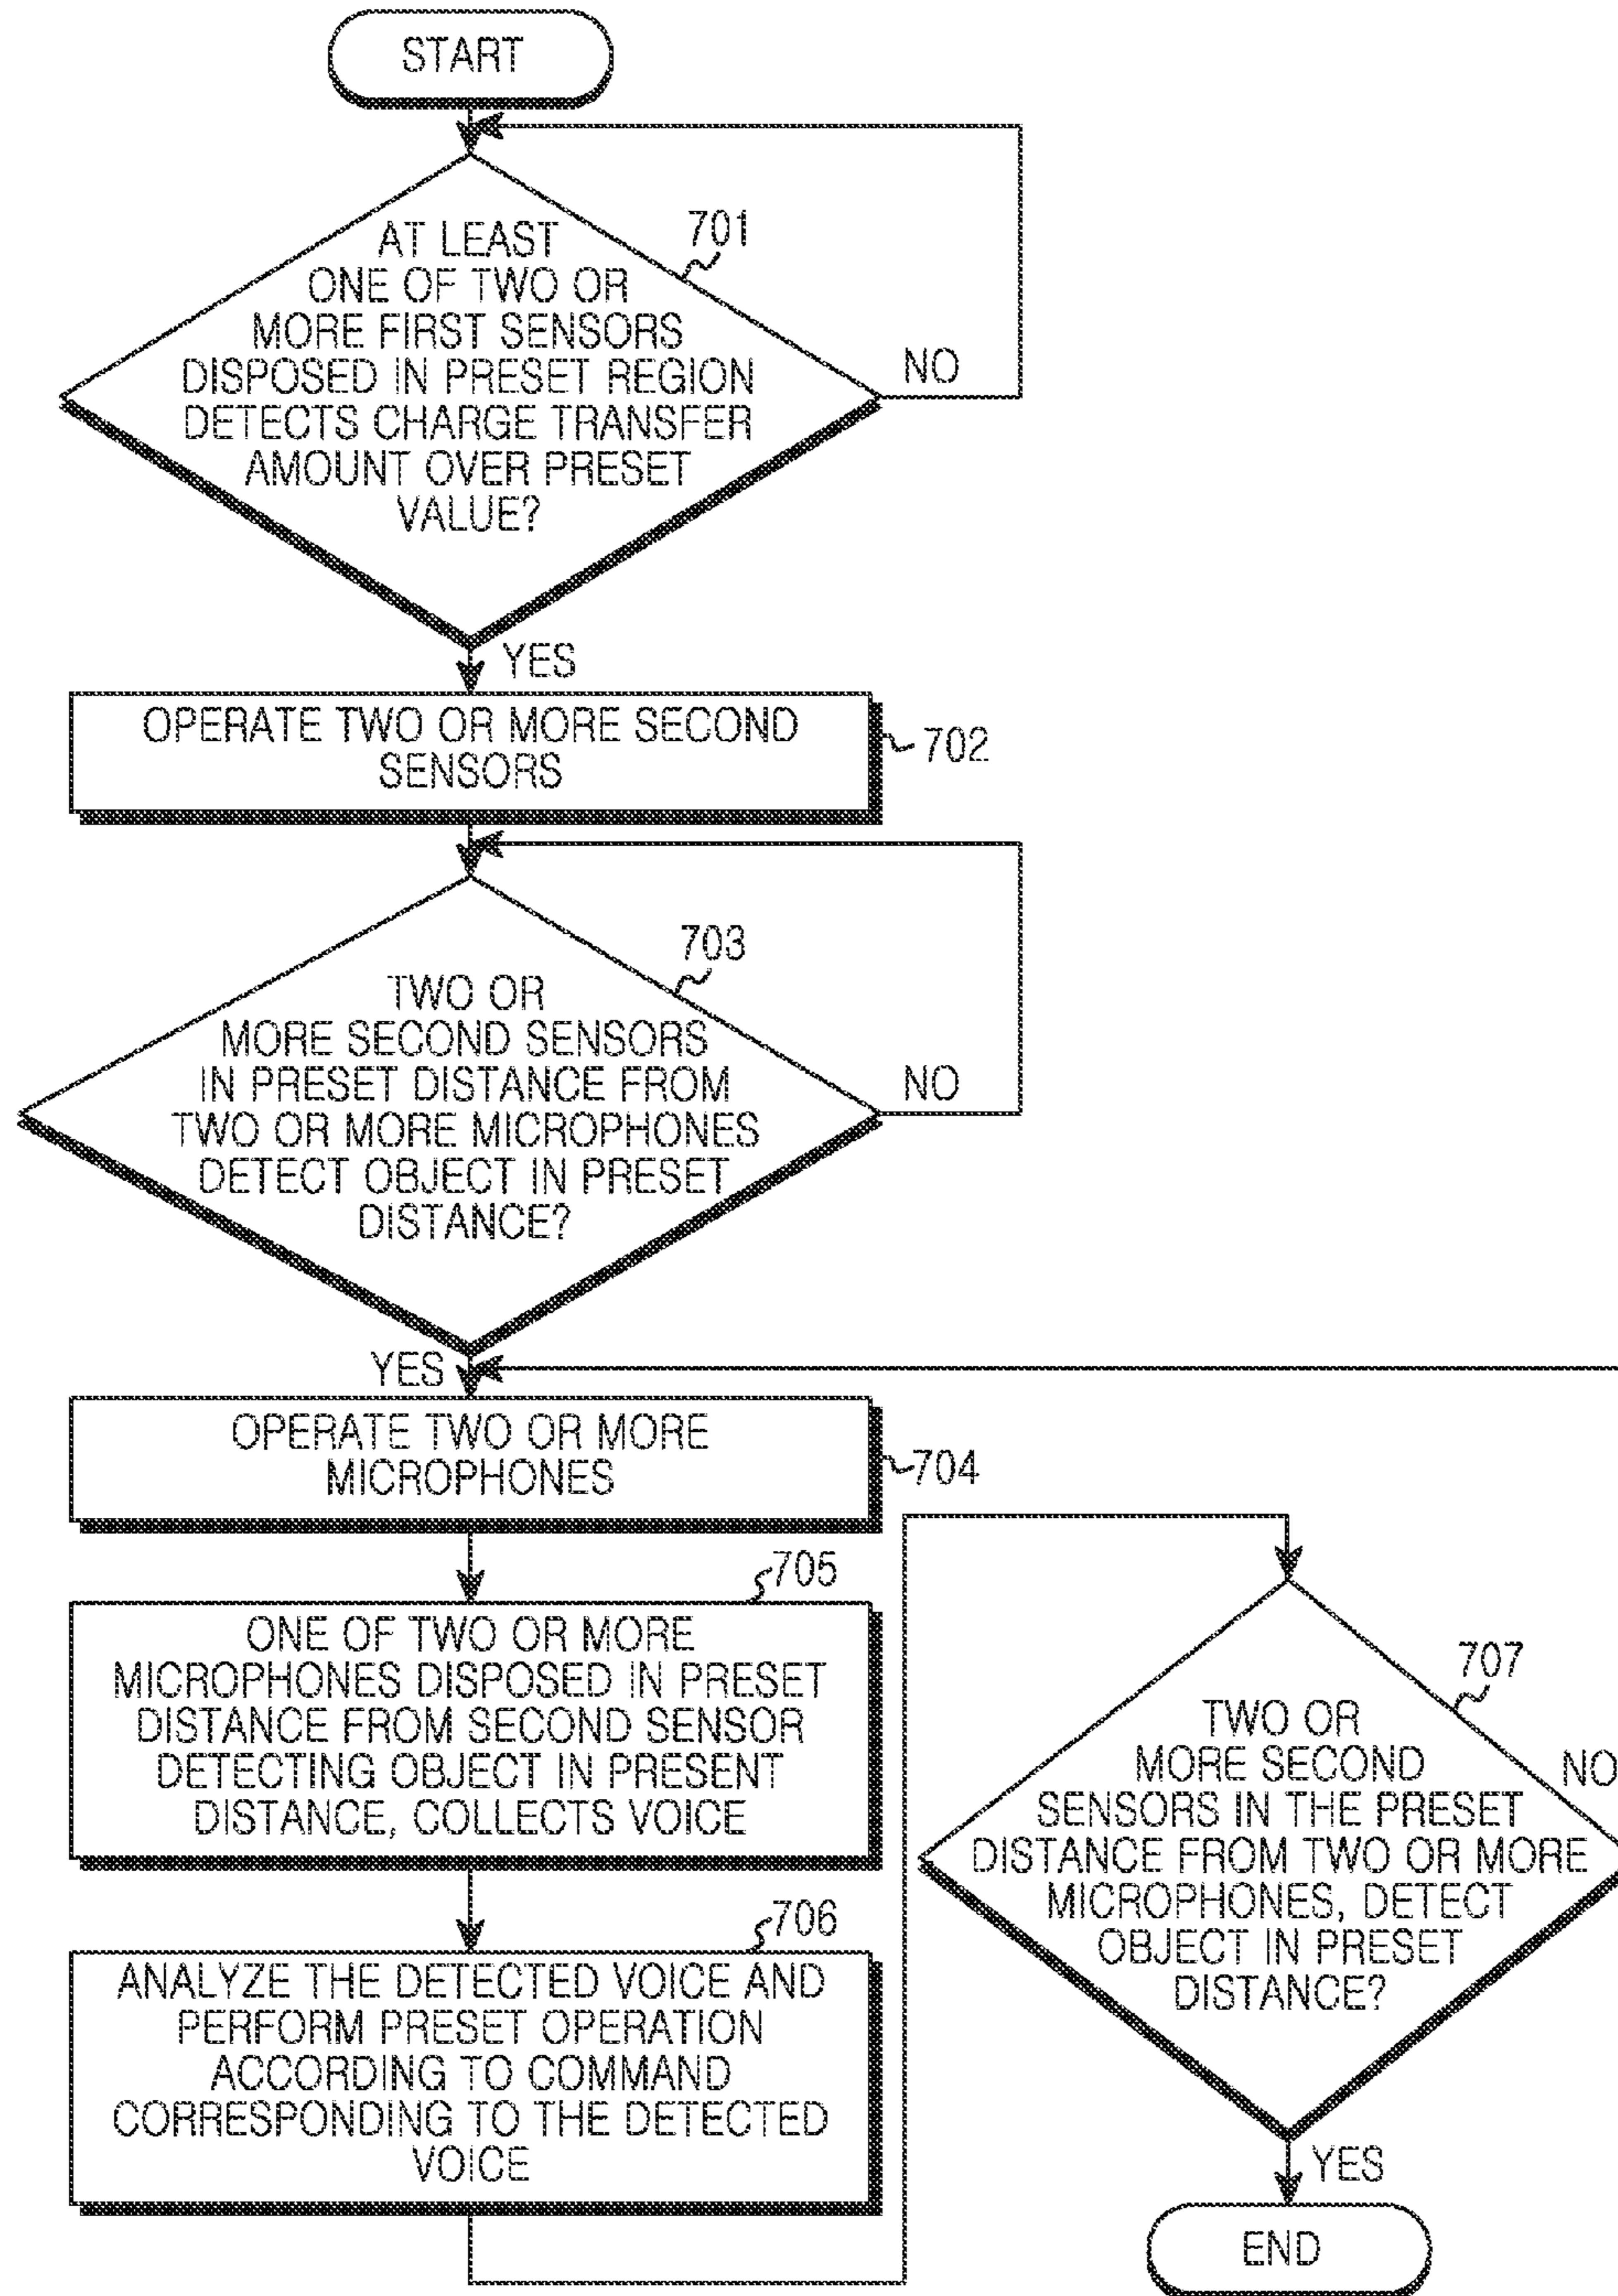 START
701
AT LEAST
ONE OF TWO OR
MORE FIRST SENSORS
DISPOSED IN PRESET REGION
DETECTS CHARGE TRANSFER
AMOUNT OVER PRESET
VALUE?
NO
YES
OPERATE TWO OR MORE SECOND
SENSORS
702
703
TWO OR
MORE SECOND SENSORS
IN PRESET DISTANCE FROM
TWO OR MORE MICROPHONES
DETECT OBJECT IN PRESET
DISTANCE?
NO
YES
OPERATE TWO OR MORE
MICROPHONES
704
705
ONE OF TWO OR MORE
MICROPHONES DISPOSED IN PRESET
DISTANCE FROM SECOND SENSOR
DETECTING OBJECT IN PRESENT
DISTANCE, COLLECTS VOICE
706
ANALYZE THE DETECTED VOICE AND
PERFORM PRESET OPERATION
ACCORDING TO COMMAND
CORRESPONDING TO THE DETECTED
VOICE
707
TWO OR
MORE SECOND
SENSORS IN THE PRESET
DISTANCE FROM TWO OR MORE
MICROPHONES, DETECT
OBJECT IN PRESET
DISTANCE?
NO
YES
END